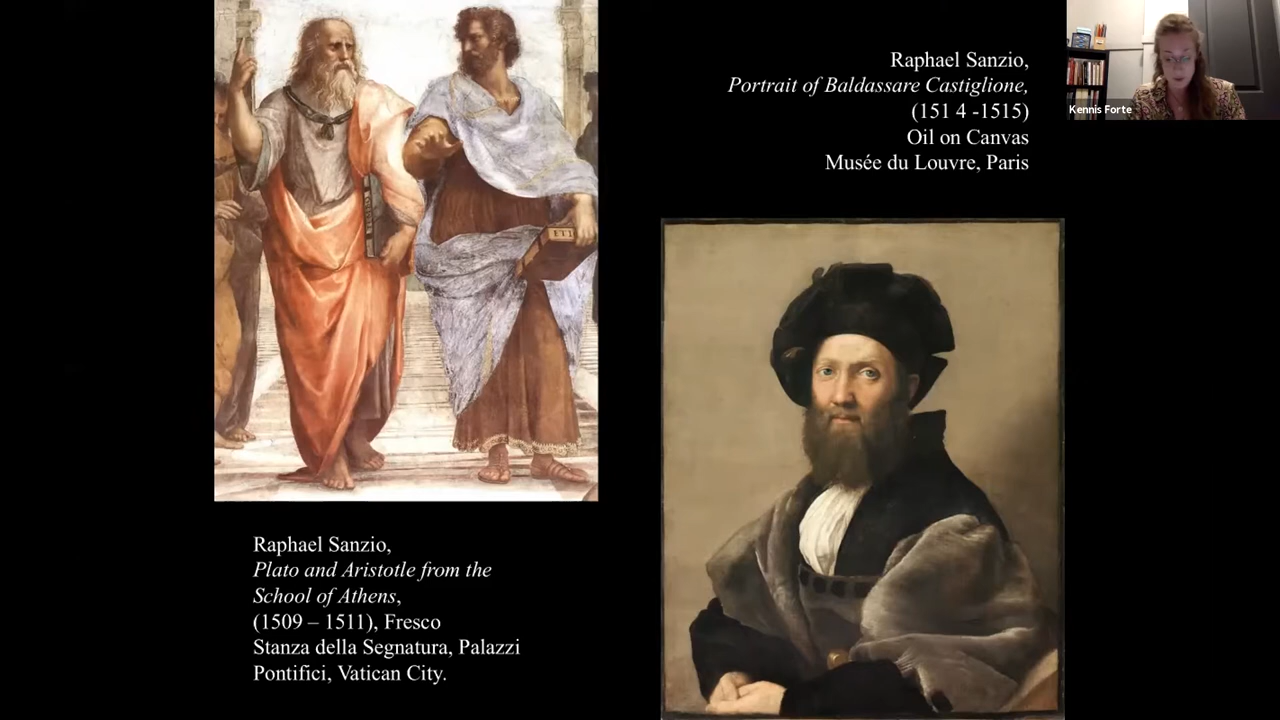 Raphael Sanzio,
Portrait of Baldassare Castiglione,
(151 4 -1515)
Oil on Canvas
Musée du Louvre, Paris
Kennis Forte
Raphael Sanzio,
Plato and Aristotle from the
School of Athens,
(1509 – 1511), Fresco
Stanza della Segnatura, Palazzi
Pontifici, Vatican City.